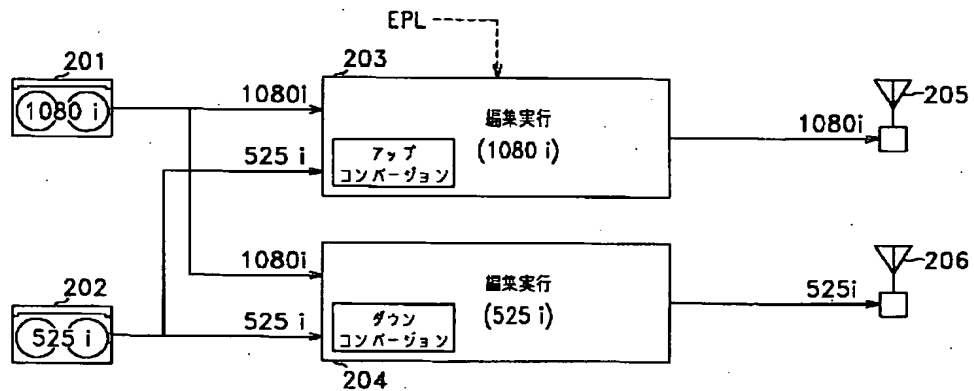 EPL
201
1080 i
203
1080i
編集実行
(1080 i)
525 i
アップ
コンバージョン
1080i
205
202
525 i
1080i
編集実行
(525 i)
525 i
ダウン
コンバージョン
204
525i
206